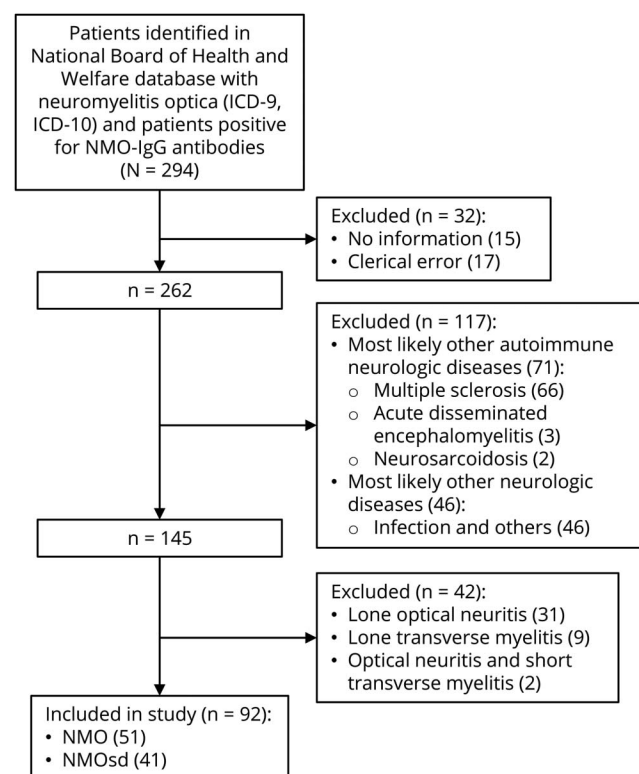 Patients identified in
National Board of Health and
Welfare database with
neuromyelitis optica (ICD-9,
ICD-10) and patients positive
for NMO-IgG antibodies
(N = 294)
Excluded (n = 32):
• No information (15)
• Clerical error (17)
n = 262
Excluded (n = 117):
• Most likely other autoimmune
neurologic diseases (71):
o Multiple sclerosis (66)
o Acute disseminated
encephalomyelitis (3)
o Neurosarcoidosis (2)
• Most likely other neurologic
diseases (46):
o Infection and others (46)
n = 145
Excluded (n = 42):
• Lone optical neuritis (31)
• Lone transverse myelitis (9)
• Optical neuritis and short
transverse myelitis (2)
Included in study (n = 92):
• NMO (51)
• NMOsd (41)